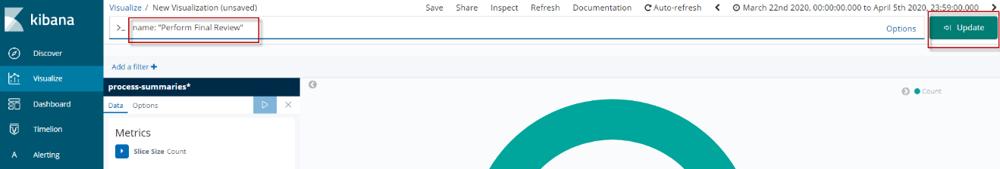 kibana
Discover
Visualize
Dashboard
Timelion
A Alerting
Visualize / New Visualization (unsaved)
Save Share Inspect Refresh Documentation Auto-refresh March 22nd 2020, 00:00:00.000 to April 5th 2020, 23:59:00.000
>_ name: "Perform Final Review" Options Update
Add a filter +
process-summaries*
Data Options
Metrics
Slice Size Count
Count